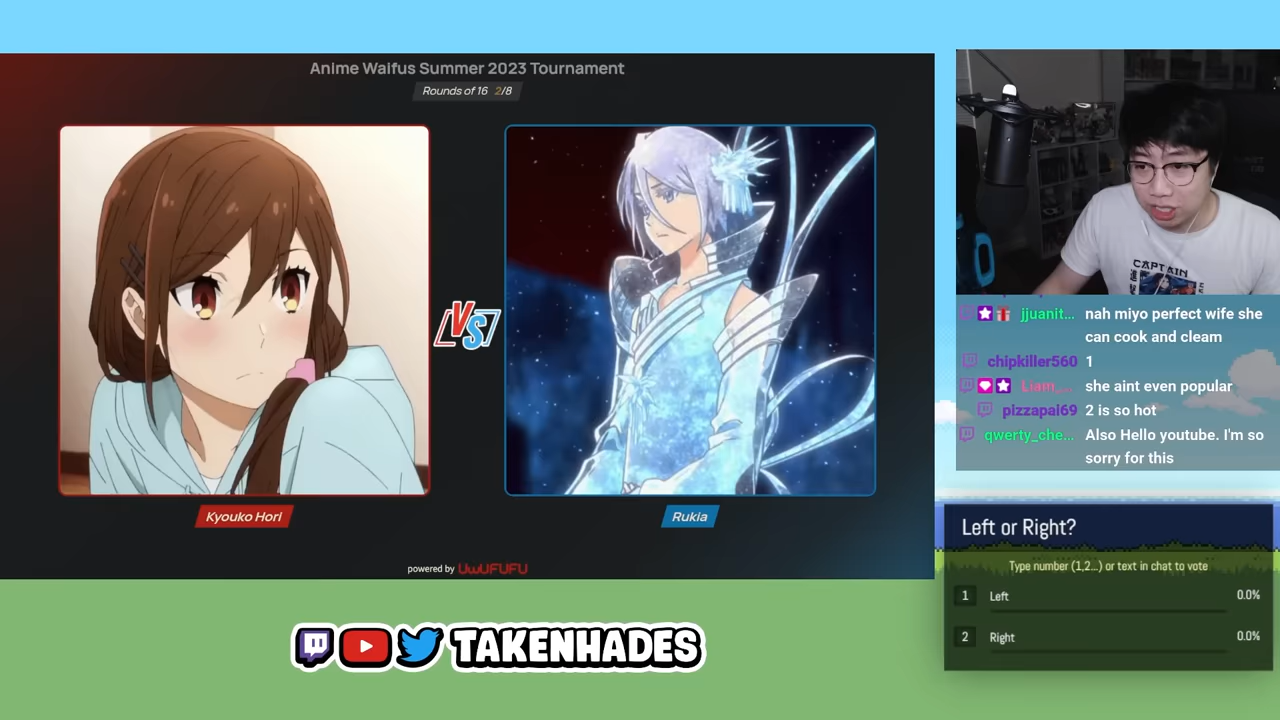 Anime Waifus Summer 2023 Tournament
Rounds of 16 2/8
VS
Kyouko Hori
Rukia
powered by UwUFUFU
TAKENHADES
CAPTAIN
jjuanit... nah miyo perfect wife she
can cook and cleam
chipkiller560 1
Liam_... she aint even popular
pizzapal69 2 is so hot
qwerty_che... Also Hello youtube. I'm so
sorry for this
Left or Right?
Type number (1,2...) or text in chat to vote
1 Left 0.0%
2 Right 0.0%